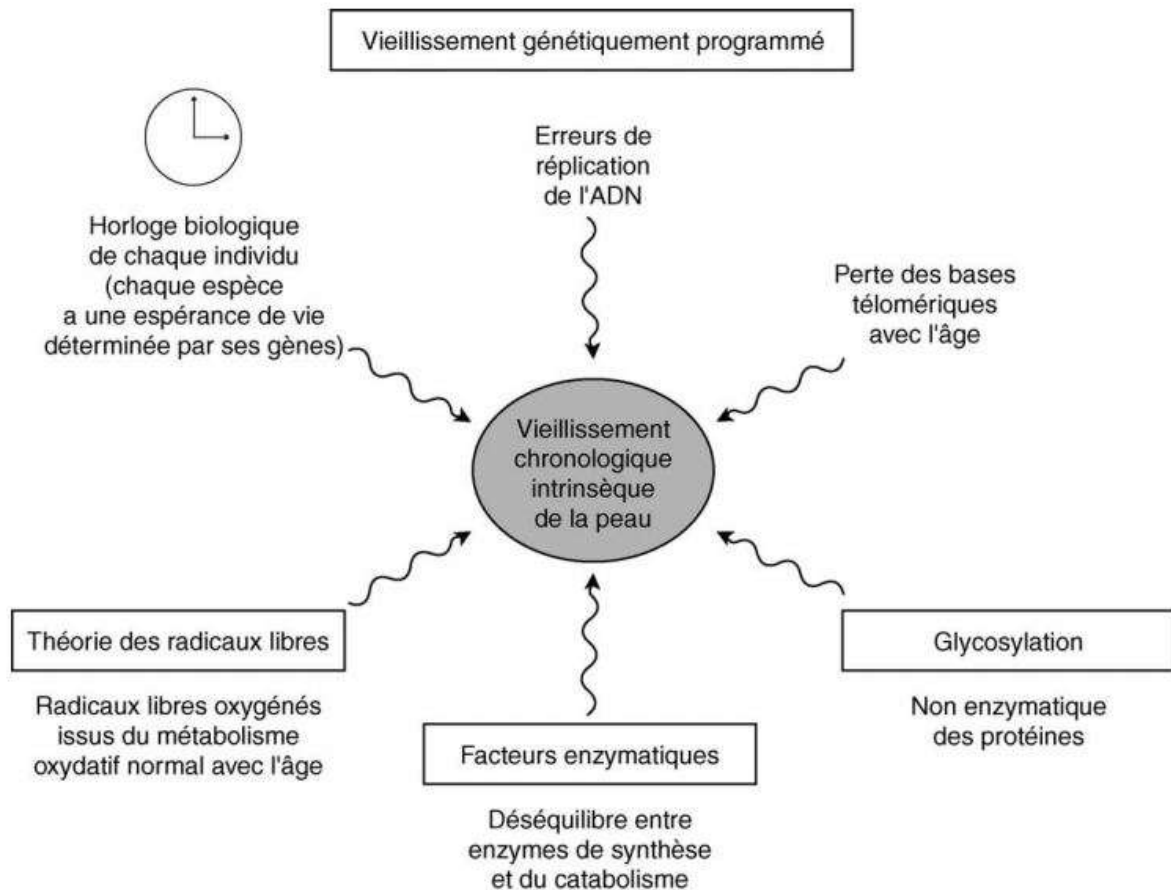 Vieillissement génétiquement programmé
Erreurs de
réplication
de l'ADN
Horloge biologique
de chaque individu
(chaque espèce
a une espérance de vie
déterminée par ses gènes)
Perte des bases
télomériques
avec l'âge
Vieillissement
chronologique
intrinsèque
de la peau
Théorie des radicaux libres
Radicaux libres oxygénés
issus du métabolisme
oxydatif normal avec l'âge
Facteurs enzymatiques
Déséquilibre entre
enzymes de synthèse
et du catabolisme
Glycosylation
Non enzymatique
des protéines